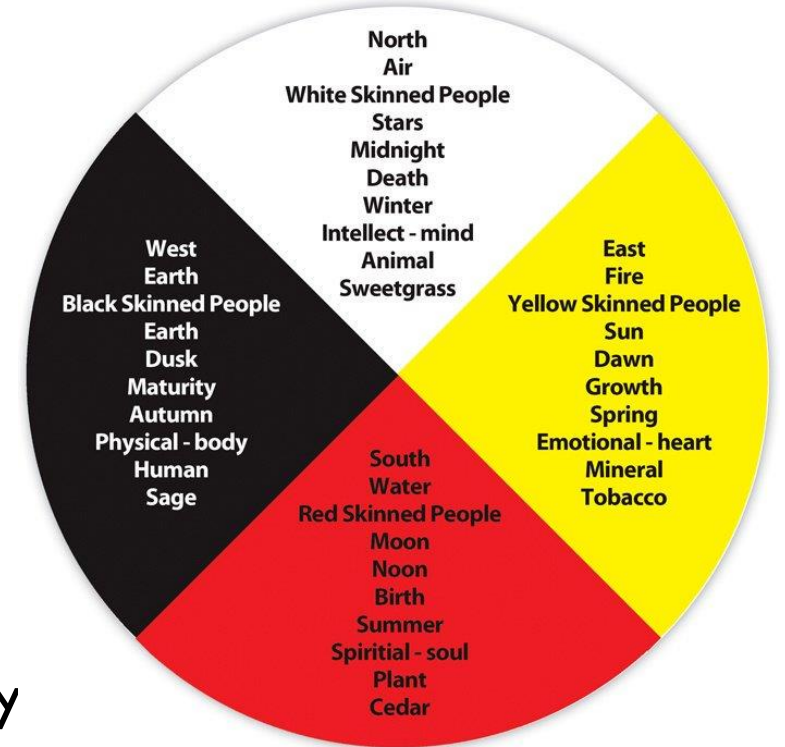 North
Air
White Skinned People
Stars
Midnight
Death
Winter
Intellect - mind
Animal
Sweetgrass
West
Earth
Black Skinned People
Earth
Dusk
Maturity
Autumn
Physical - body
Human
Sage
East
Fire
Yellow Skinned People
Sun
Dawn
Growth
Spring
Emotional - heart
Mineral
Tobacco
South
Water
Red Skinned People
Moon
Noon
Birth
Summer
Spiritial - soul
Plant
Cedar
y